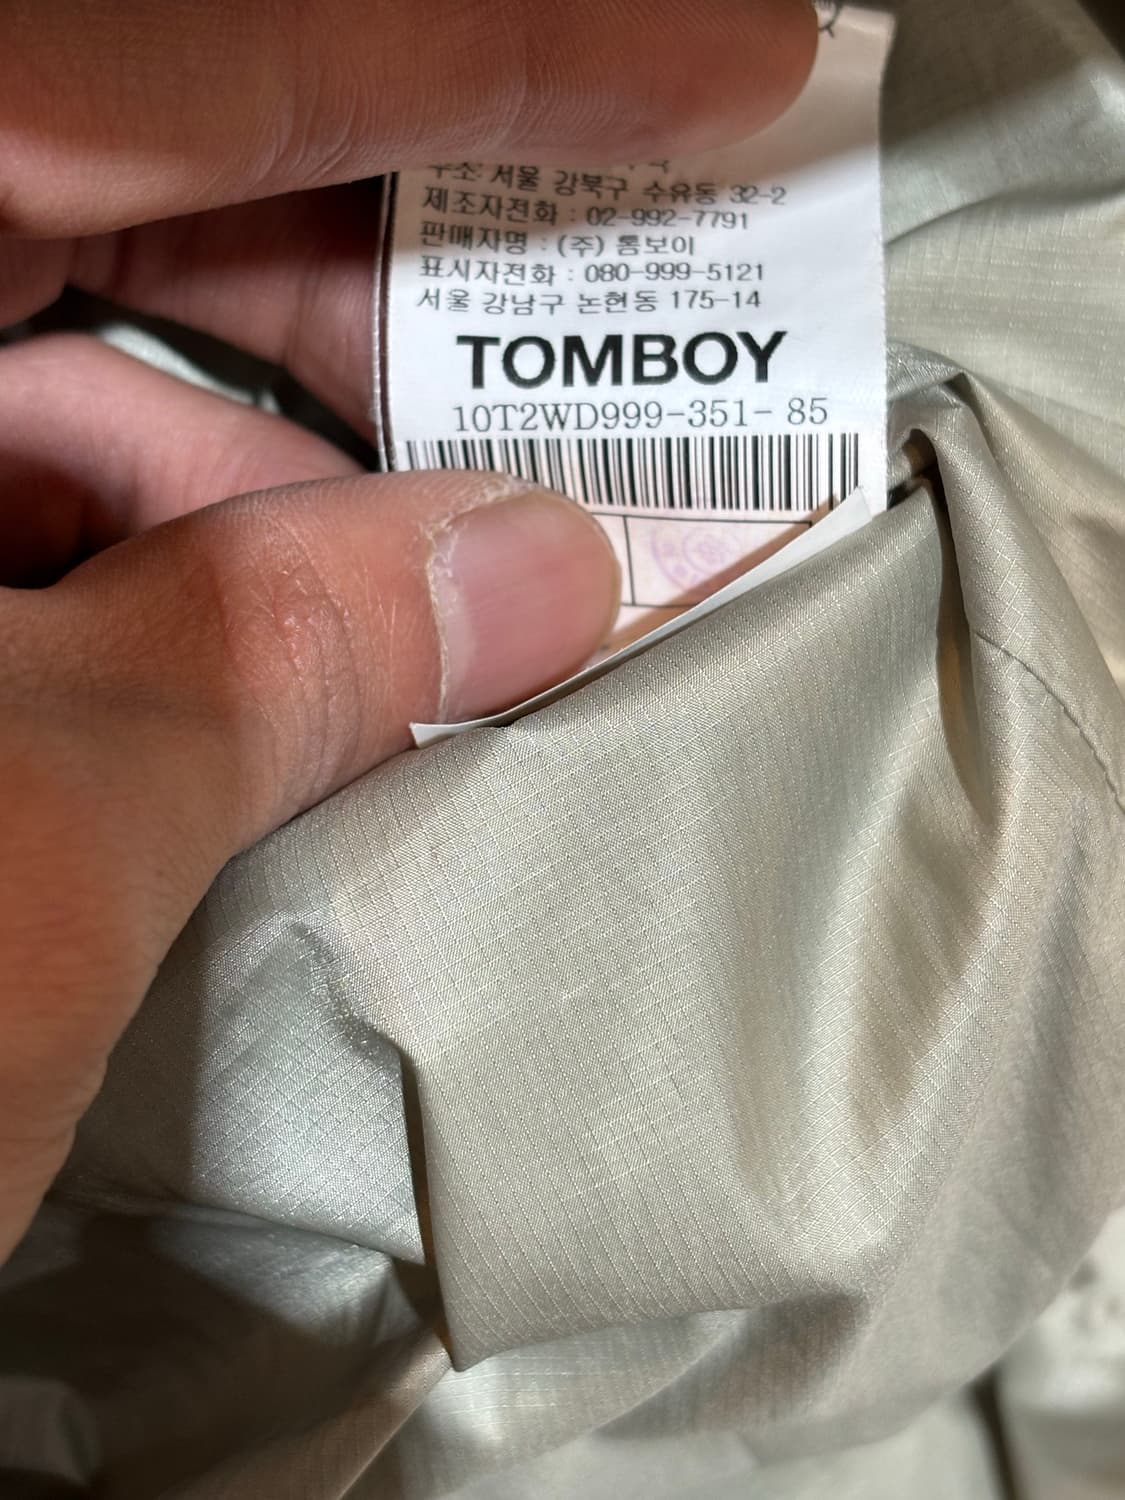 주소: 서울 강북구 수유동 32-2
제조자전화 : 02-992-7791
판매자명 : (주) 톰보이
표시자전화 : 080-999-5121
서울 강남구 논현동 175-14
TOMBOY
10T2WD999-351- 85